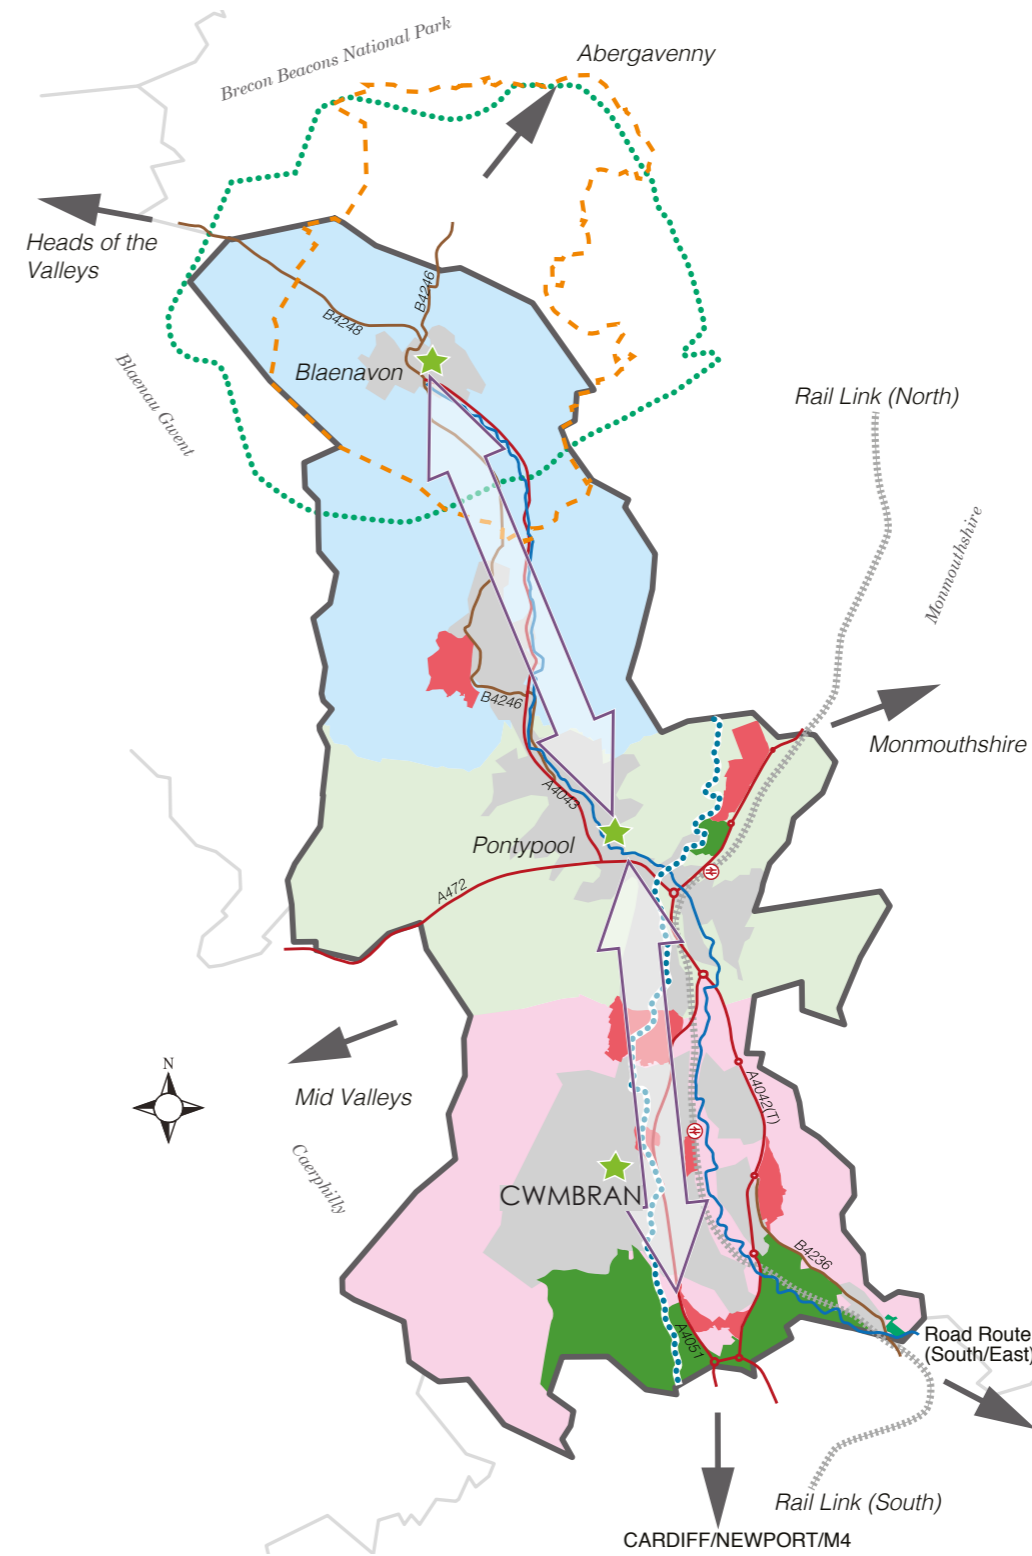 Brecon Beacons National Park
Abergavenny
Heads of the
Valleys
B4246
B4248
Blaenavon
Blaenau Gwent
Rail Link (North)
Monmouthshire
B4246
Monmouthshire
A4043
Pontypool
A472
N
Mid Valleys
A4042(T)
Caerphilly
CWMBRAN
B4236
A4051
Road Route
(South/East)
Rail Link (South)
CARDIFF/NEWPORT/M4